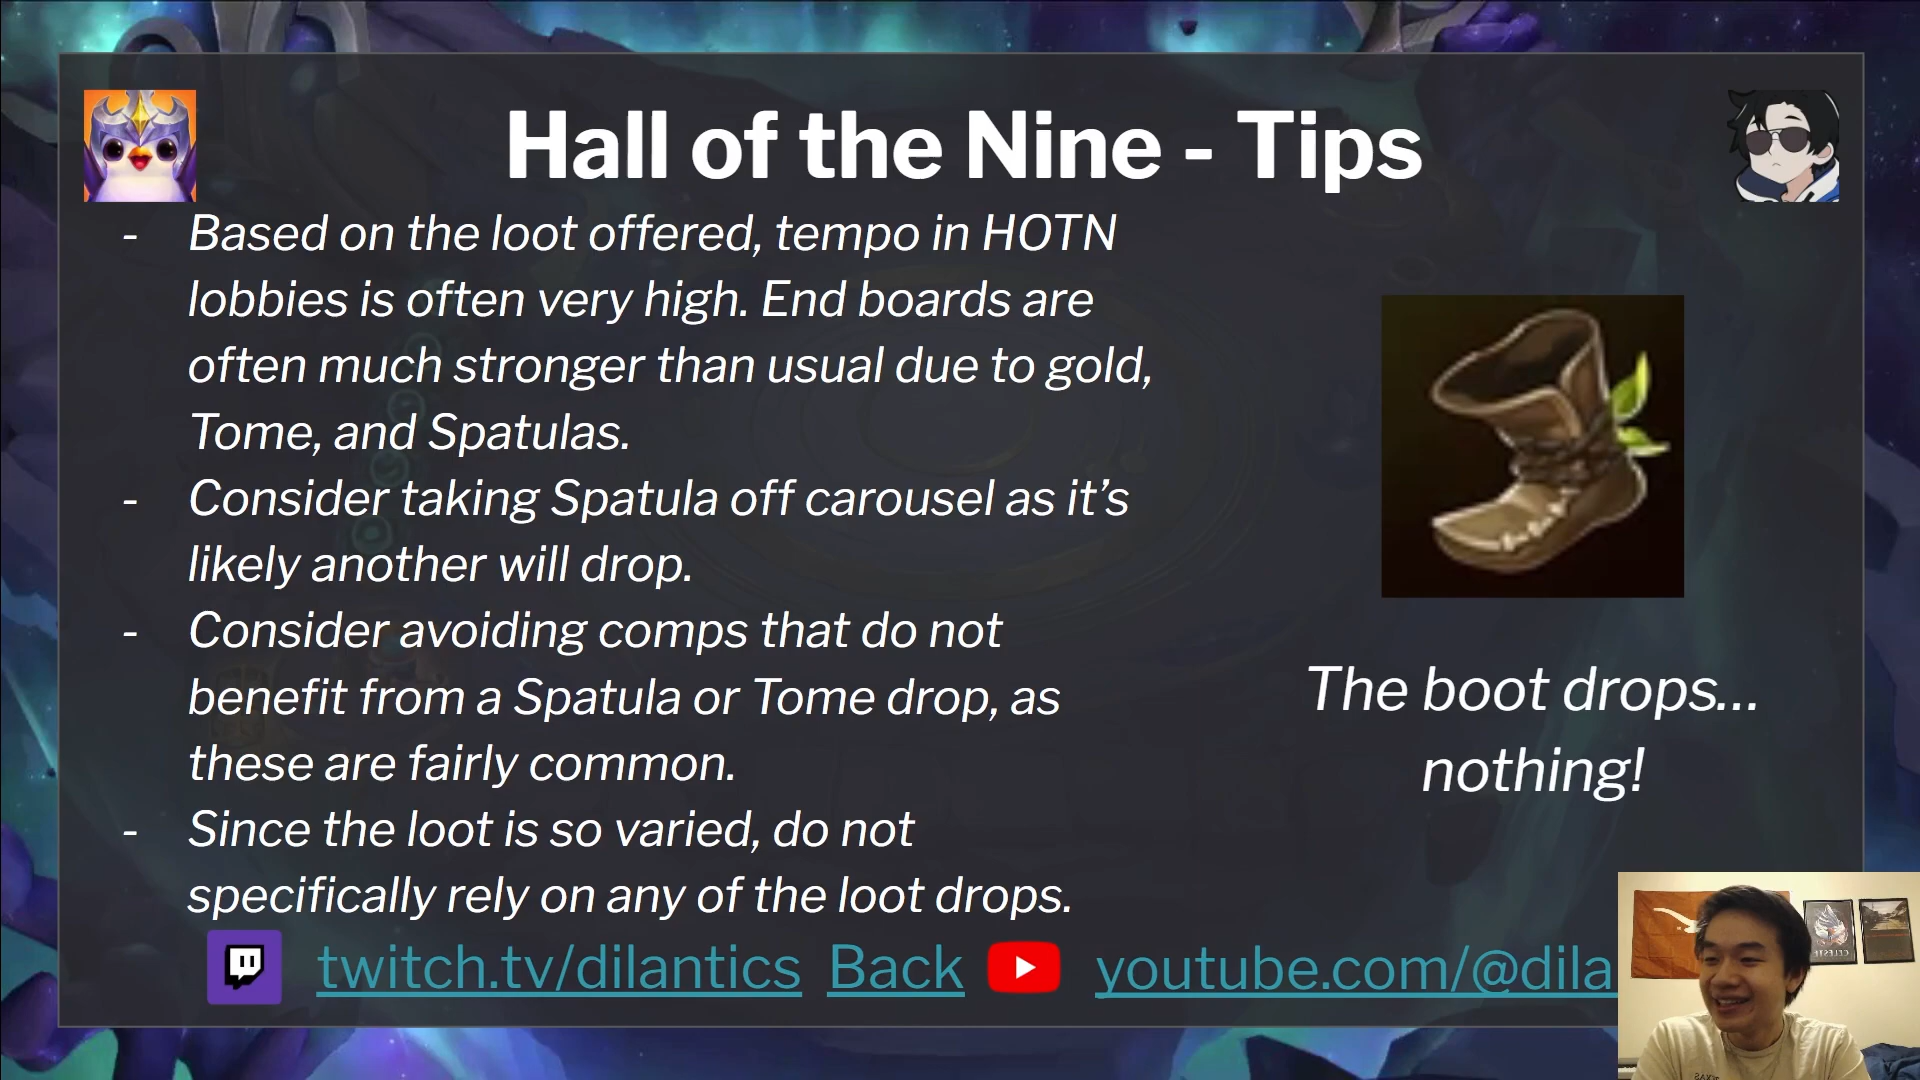 Hall of the Nine - Tips
- Based on the loot offered, tempo in HOTN
lobbies is often very high. End boards are
often much stronger than usual due to gold,
Tome, and Spatulas.
- Consider taking Spatula off carousel as it’s
likely another will drop.
- Consider avoiding comps that do not
benefit from a Spatula or Tome drop, as
these are fairly common.
- Since the loot is so varied, do not
specifically rely on any of the loot drops.
The boot drops...
nothing!
twitch.tv/dilantics Back youtube.com/@dila
CELESTE
TEXAS